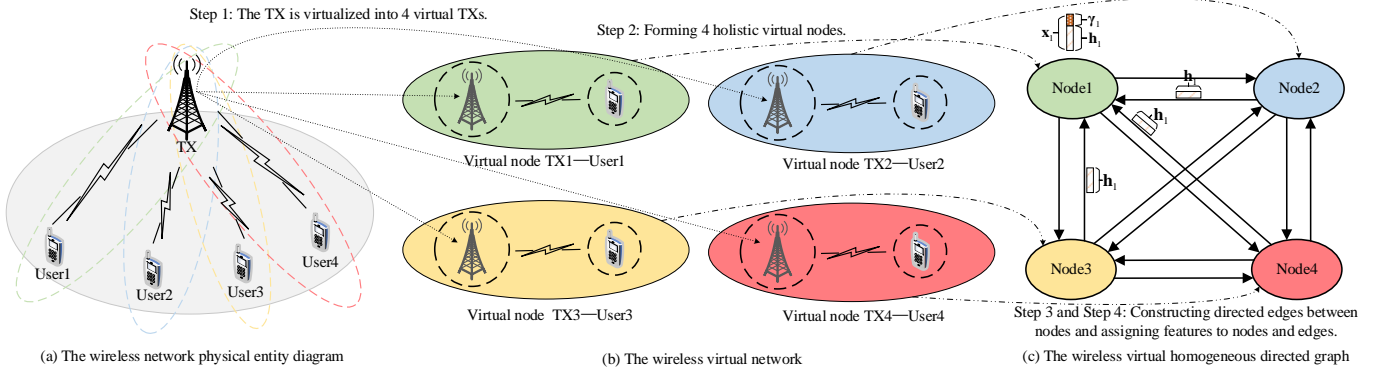 Step 1: The TX is virtualized into 4 virtual TXs.
TX
User1
User2
User3
User4
(a) The wireless network physical entity diagram
Step 2: Forming 4 holistic virtual nodes.
Virtual node TX1—User1
Virtual node TX2—User2
Virtual node TX3—User3
Virtual node TX4—User4
(b) The wireless virtual network
x₁
γ₁
h₁
Node1
Node2
h₁
h₁
h₁
Node3
Node4
Step 3 and Step 4: Constructing directed edges between
nodes and assigning features to nodes and edges.
(c) The wireless virtual homogeneous directed graph